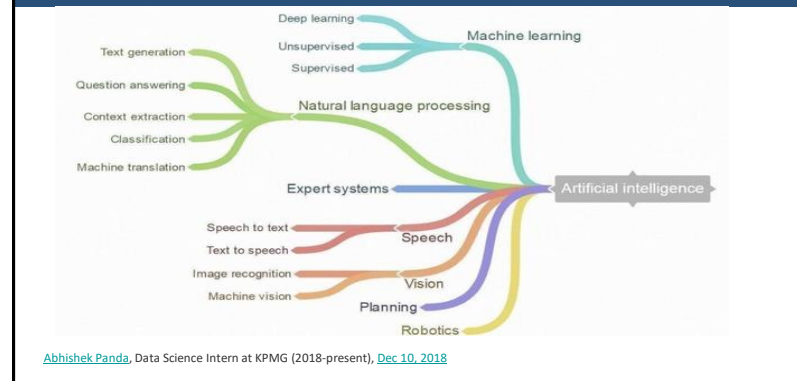 Deep learning
Unsupervised
Supervised
Machine learning
Text generation
Question answering
Context extraction
Classification
Machine translation
Natural language processing
Expert systems
Artificial intelligence
Speech to text
Text to speech
Speech
Image recognition
Machine vision
Vision
Planning
Robotics
Abhishek Panda, Data Science Intern at KPMG (2018-present), Dec 10, 2018